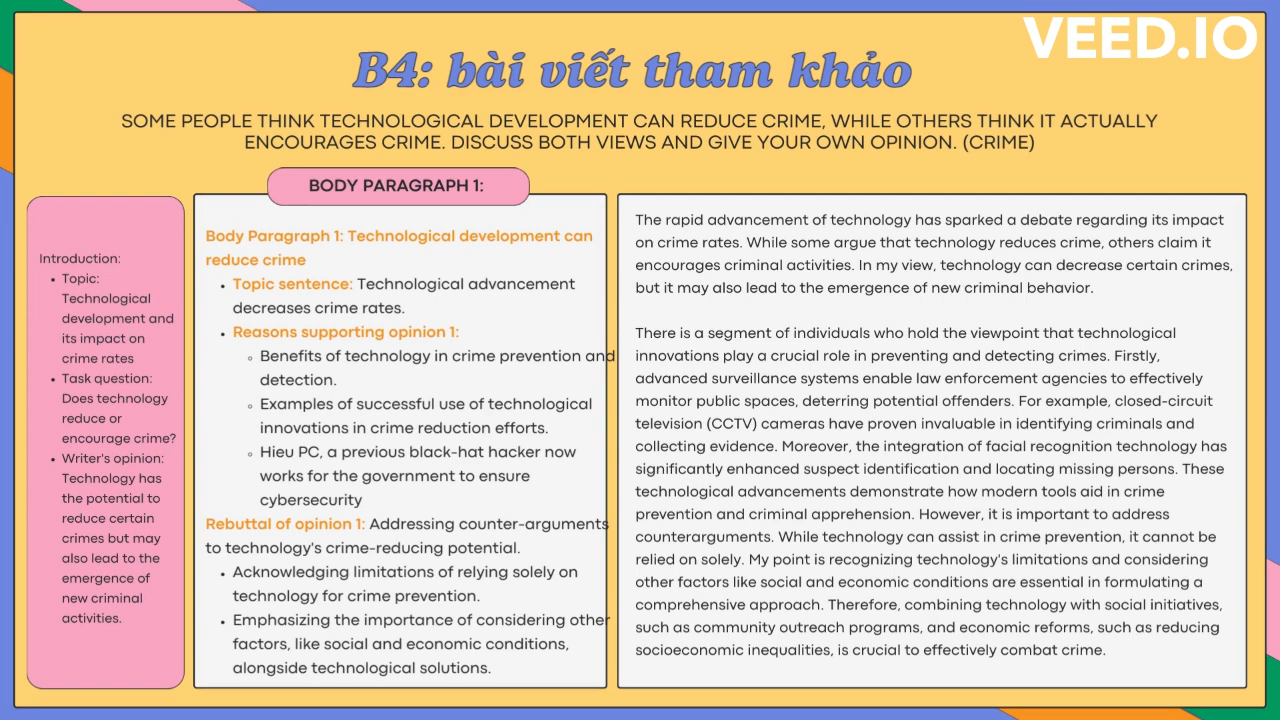 VEED.IO
B4: bài viết tham khảo
SOME PEOPLE THINK TECHNOLOGICAL DEVELOPMENT CAN REDUCE CRIME, WHILE OTHERS THINK IT ACTUALLY
ENCOURAGES CRIME. DISCUSS BOTH VIEWS AND GIVE YOUR OWN OPINION. (CRIME)
Introduction:
• Topic:
Technological
development and
its impact on
crime rates
• Task question:
Does technology
reduce or
encourage crime?
• Writer's opinion:
Technology has
the potential to
reduce certain
crimes but may
also lead to the
emergence of
new criminal
activities.
BODY PARAGRAPH 1:
Body Paragraph 1: Technological development can
reduce crime
• Topic sentence: Technological advancement
decreases crime rates.
• Reasons supporting opinion 1:
◦ Benefits of technology in crime prevention and
detection.
◦ Examples of successful use of technological
innovations in crime reduction efforts.
◦ Hieu PC, a previous black-hat hacker now
works for the government to ensure
cybersecurity
Rebuttal of opinion 1: Addressing counter-arguments
to technology's crime-reducing potential.
• Acknowledging limitations of relying solely on
technology for crime prevention.
• Emphasizing the importance of considering other
factors, like social and economic conditions,
alongside technological solutions.
The rapid advancement of technology has sparked a debate regarding its impact
on crime rates. While some argue that technology reduces crime, others claim it
encourages criminal activities. In my view, technology can decrease certain crimes,
but it may also lead to the emergence of new criminal behavior.
There is a segment of individuals who hold the viewpoint that technological
innovations play a crucial role in preventing and detecting crimes. Firstly,
advanced surveillance systems enable law enforcement agencies to effectively
monitor public spaces, deterring potential offenders. For example, closed-circuit
television (CCTV) cameras have proven invaluable in identifying criminals and
collecting evidence. Moreover, the integration of facial recognition technology has
significantly enhanced suspect identification and locating missing persons. These
technological advancements demonstrate how modern tools aid in crime
prevention and criminal apprehension. However, it is important to address
counterarguments. While technology can assist in crime prevention, it cannot be
relied on solely. My point is recognizing technology's limitations and considering
other factors like social and economic conditions are essential in formulating a
comprehensive approach. Therefore, combining technology with social initiatives,
such as community outreach programs, and economic reforms, such as reducing
socioeconomic inequalities, is crucial to effectively combat crime.